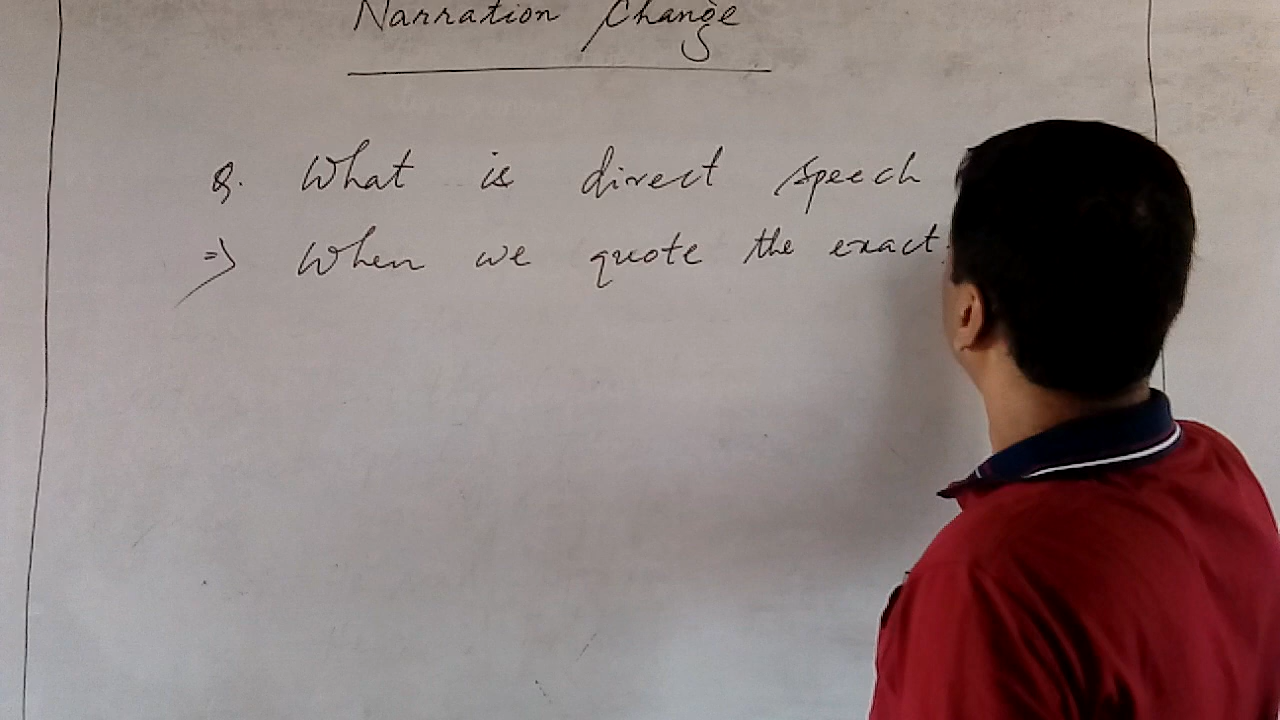 Narration Change
Q. What is direct speech
⇒ When we quote the exact